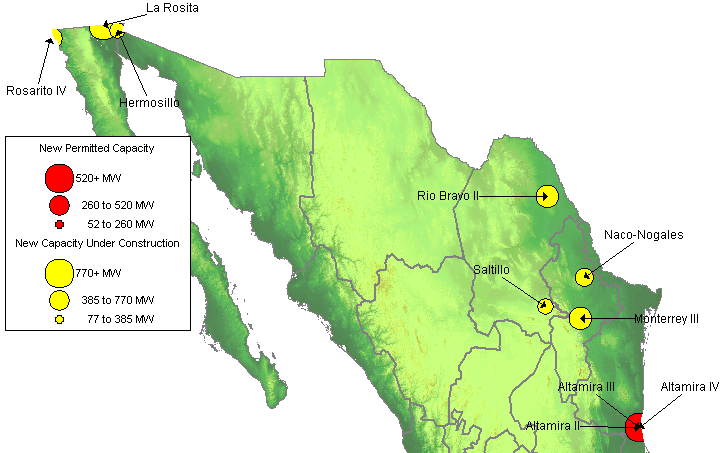 La Rosita
Rosarito IV
Hermosillo
New Permitted Capacity
520+ MW
260 to 520 MW
52 to 260 MW
New Capacity Under Construction
770+ MW
385 to 770 MW
77 to 385 MW
Rio Bravo II
Naco-Nogales
Saltillo
Monterrey III
Altamira III
Altamira IV
Altamira II